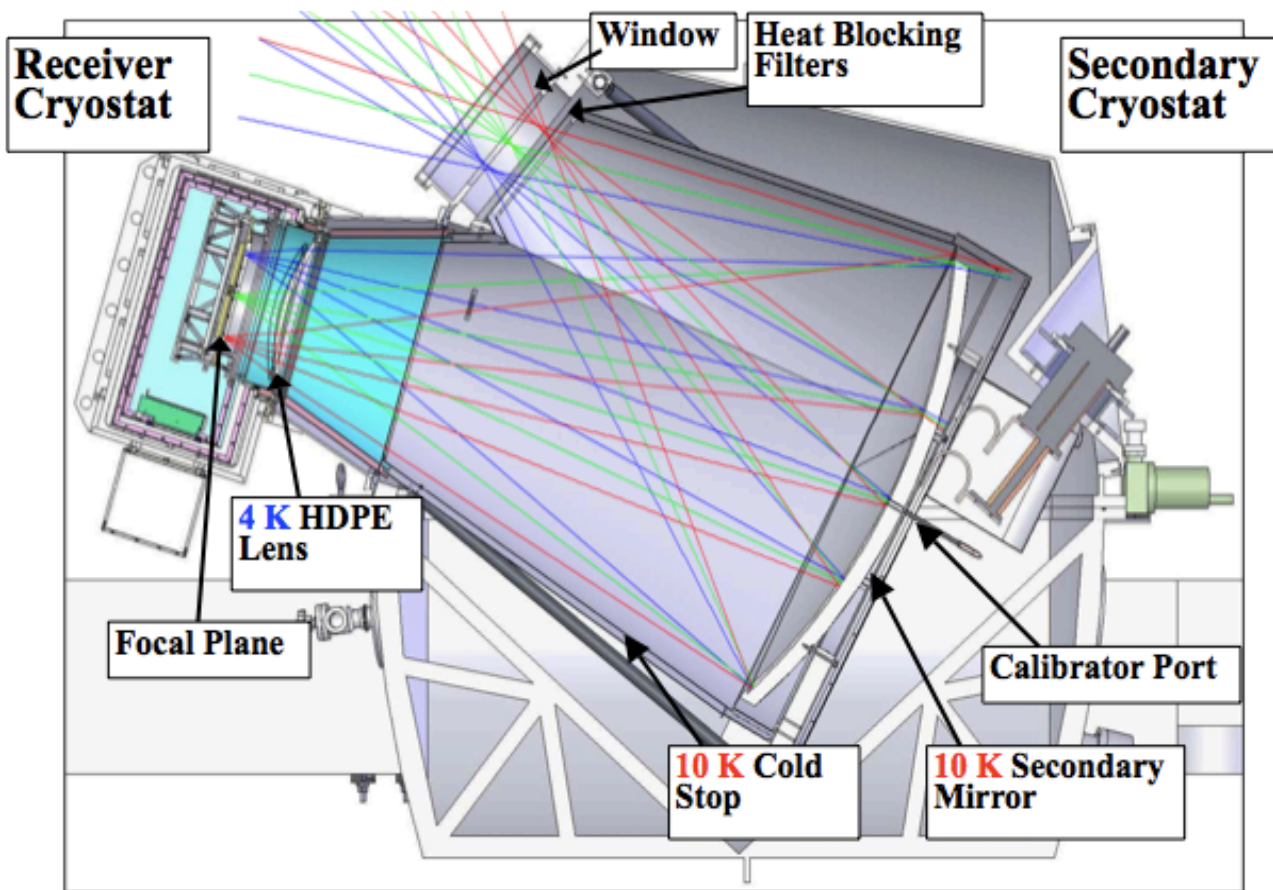 Receiver
Cryostat
Window
Heat Blocking
Filters
Secondary
Cryostat
4 K HDPE
Lens
Focal Plane
Calibrator Port
10 K Cold
Stop
10 K Secondary
Mirror